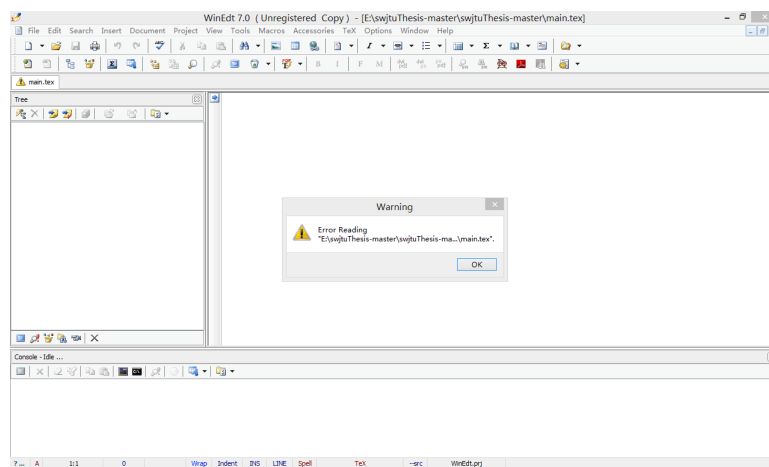 WinEdt 7.0 ( Unregistered Copy ) - [E:\swjtuThesis-master\swjtuThesis-master\main.tex]
File Edit Search Insert Document Project View Tools Macros Accessories TeX Options Window Help
B I F M
main.tex
Tree
Warning
Error Reading
"E:\swjtuThesis-master\swjtuThesis-ma...\main.tex".
OK
Console - Idle ...
?... A 1:1 0 Wrap Indent INS LINE Spell TeX --src WinEdt.prj